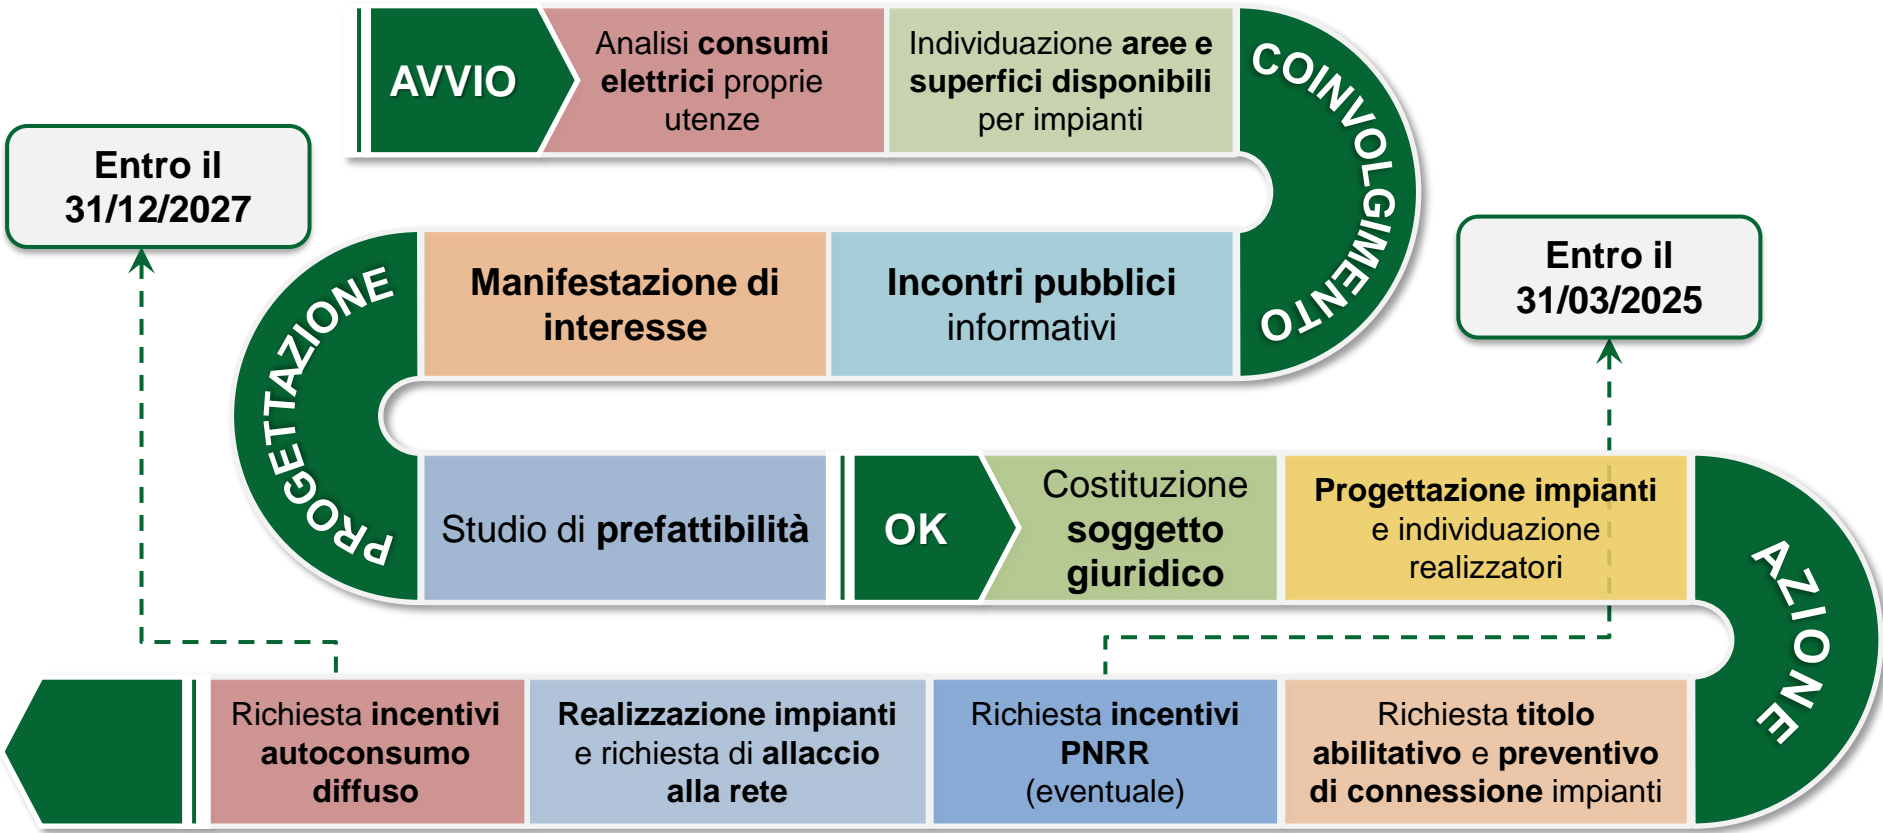 AVVIO
Analisi consumi
elettrici proprie
utenze
Individuazione aree e
superfici disponibili
per impianti
COINVOLGIMENTO
Entro il
31/12/2027
Manifestazione di
interesse
Incontri pubblici
informativi
Entro il
31/03/2025
PROGETTAZIONE
Studio di prefattibilità
OK
Costituzione
soggetto
giuridico
Progettazione impianti
e individuazione
realizzatori
AZIONE
Richiesta incentivi
autoconsumo
diffuso
Realizzazione impianti
e richiesta di allaccio
alla rete
Richiesta incentivi
PNRR
(eventuale)
Richiesta titolo
abilitativo e preventivo
di connessione impianti